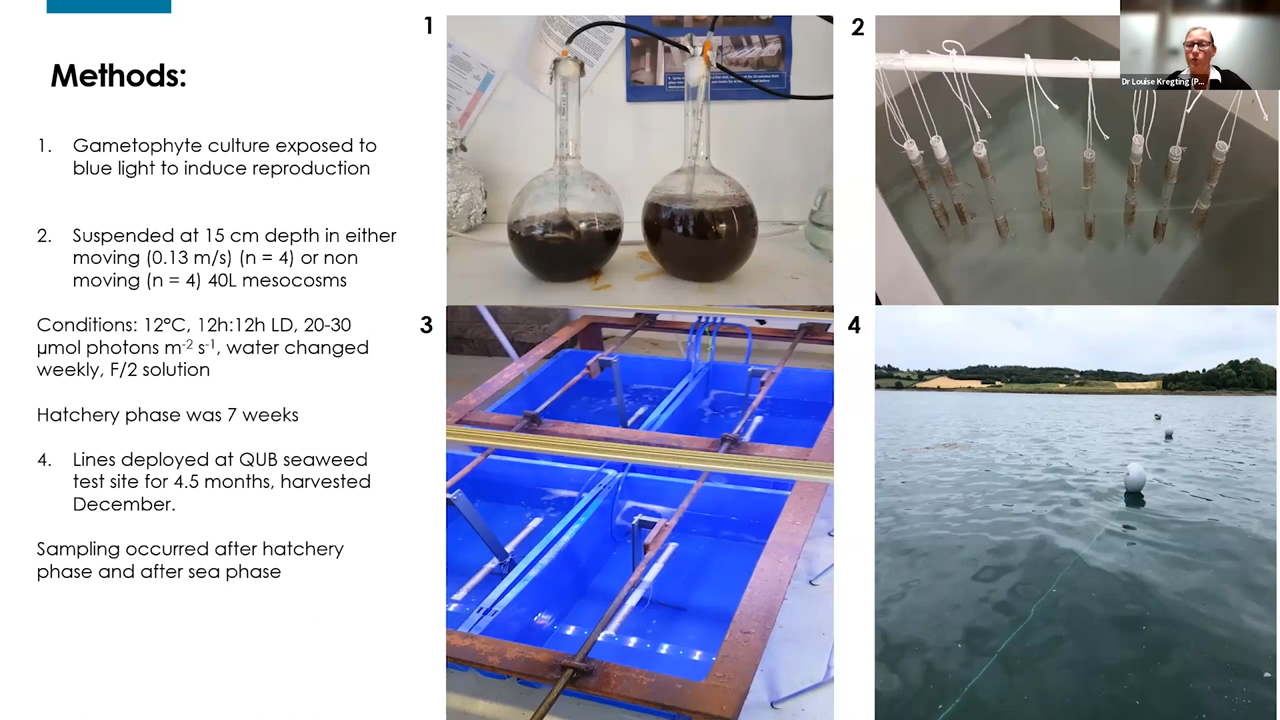 Methods:
1. Gametophyte culture exposed to
blue light to induce reproduction
2. Suspended at 15 cm depth in either
moving (0.13 m/s) (n = 4) or non
moving (n = 4) 40L mesocosms
Conditions: 12°C, 12h:12h LD, 20-30
µmol photons m-2 s-1, water changed
weekly, F/2 solution
Hatchery phase was 7 weeks
4. Lines deployed at QUB seaweed
test site for 4.5 months, harvested
December.
Sampling occurred after hatchery
phase and after sea phase
1
2
3
4
Dr Louise Kregting (P...